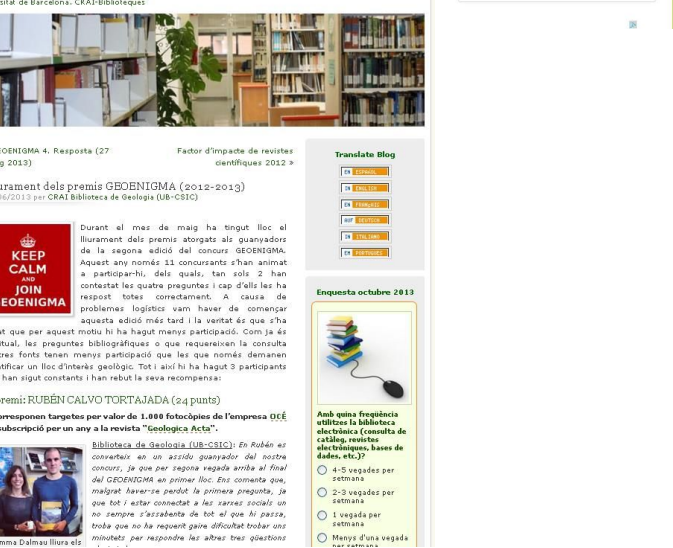 sitat de Barcelona. CRAI-Biblioteques
OENIGMA 4. Resposta (27
g 2013)
Factor d'impacte de revistes
científiques 2012 »
urament dels premis GEOENIGMA (2012-2013)
06/2013 per CRAI Biblioteca de Geologia (UB-CSIC)
KEEP
CALM
AND
JOIN
GEOENIGMA
Durant el mes de maig ha tingut lloc el
lliurament dels premis atorgats als guanyadors
de la segona edició del concurs GEOENIGMA.
Aquest any només 11 concursants s'han animat
a participar-hi, dels quals, tan sols 2 han
contestat les quatre preguntes i cap d'ells les ha
respost totes correctament. A causa de
problemes logístics vam haver de començar
aquesta edició més tard i la veritat és que s'ha
at que per aquest motiu hi ha hagut menys participació. Com ja és
itual, les preguntes bibliogràfiques o que requereixen la consulta
tres fonts tenen menys participació que les que només demanen
ntificar un lloc d'interès geològic. Tot i així hi ha hagut 3 participants
han sigut constants i han rebut la seva recompensa:
premi: RUBÉN CALVO TORTAJADA (24 punts)
orresponen targetes per valor de 1.000 fotocòpies de l'empresa OCÉ
subscripció per un any a la revista "Geologica Acta".
Biblioteca de Geologia (UB-CSIC): En Rubén es
converteix en un assidu guanyador del nostre
concurs, ja que per segona vegada arriba al final
del GEOENIGMA en primer lloc. Ens comenta que,
malgrat haver-se perdut la primera pregunta, ja
que tot i estar connectat a les xarxes socials un
no sempre s'assabenta de tot el que hi passa,
troba que no ha requerit gaire dificultat trobar uns
minutets per respondre les altres tres qüestions
mma Dalmau lliura els
Translate Blog
EN ESPAÑOL
IN ENGLISH
EN FRANÇAIS
AUF DEUTSCH
IN ITALIANO
EM PORTUGUÊS
Enquesta octubre 2013
Amb quina freqüència
utilitzes la biblioteca
electrònica (consulta de
catàleg, revistes
electròniques, bases de
dades, etc.)?
4-5 vegades per
setmana
2-3 vegades per
setmana
1 vegada per
setmana
Menys d'una vegada
per setmana